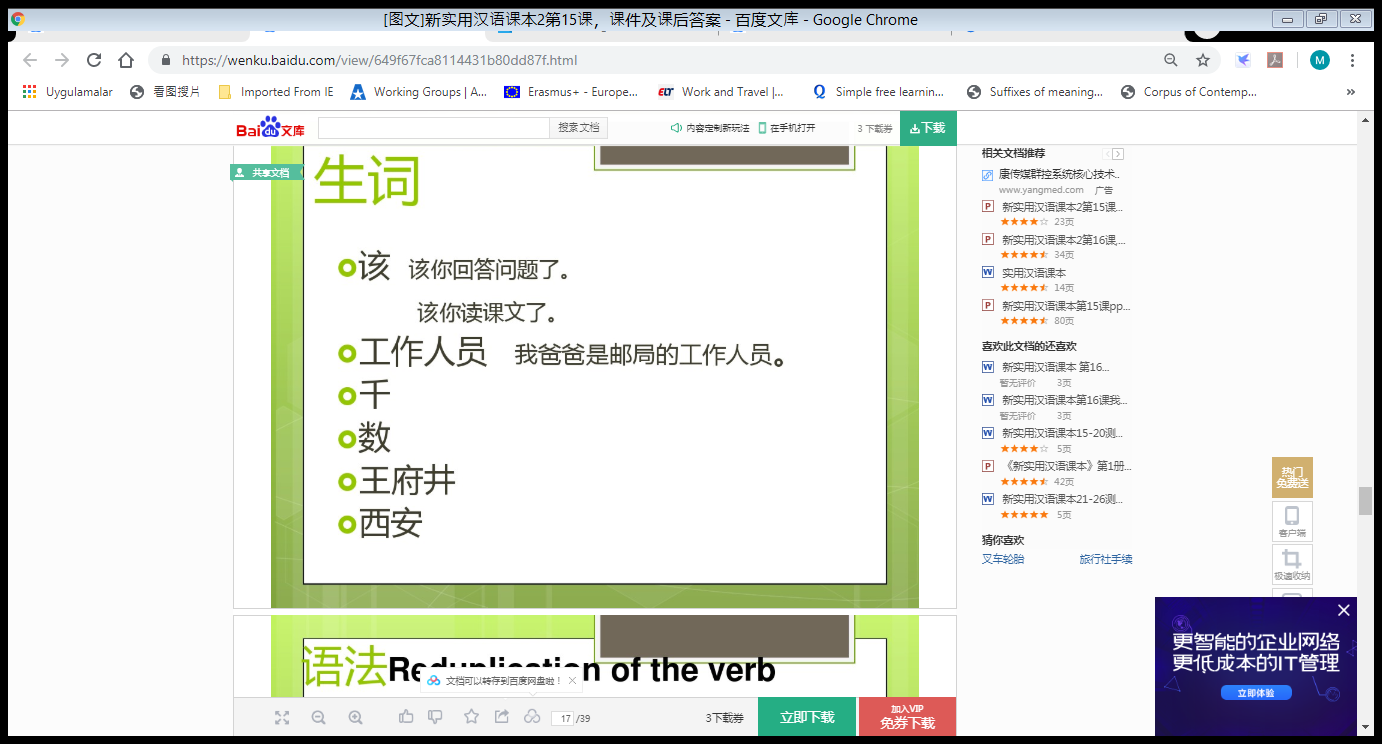 [图文]新实用汉语课本2第15课，课件及课后答案 - 百度文库 - Google Chrome
https://wenku.baidu.com/view/649f67fca8114431b80dd87f.html
M
Uygulamalar 看图搜片 Imported From IE Working Groups | A... Erasmus+ - Europe... ELT Work and Travel |... Q Simple free learnin... Suffixes of meaning... Corpus of Contemp... »
Bai du 文库 搜索文档 内容定制新玩法 在手机打开 3 下载券 下载
共享文档
生词
该 该你回答问题了。
该你读课文了。
工作人员 我爸爸是邮局的工作人员。
千
数
王府井
西安
语法Reduplication of the verb
文档可以转存到百度网盘啦！
17 /39 3下载券 立即下载 加入VIP
免券下载
相关文档推荐
康传媒群控系统核心技术..
www.yangmed.com 广告
P 新实用汉语课本2第15课...
23页
P 新实用汉语课本2第16课,...
34页
W 实用汉语课本
14页
P 新实用汉语课本第15课pp...
80页
喜欢此文档的还喜欢
W 新实用汉语课本 第16...
暂无评价 3页
W 新实用汉语课本第16课我...
暂无评价 3页
W 新实用汉语课本15-20测...
5页
P 《新实用汉语课本》第1册...
42页
W 新实用汉语课本21-26测...
5页
猜你喜欢
叉车轮胎 旅行社手续
热门
免费送
客户端
极速收纳
更智能的企业网络
更低成本的IT管理
立即体验